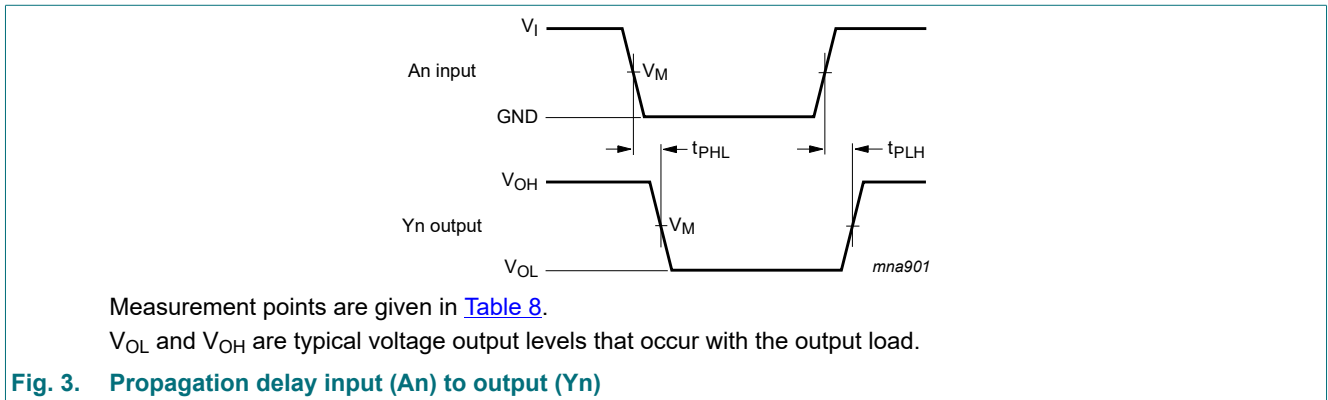 V_I
An input
V_M
GND
t_PHL
t_PLH
V_OH
Yn output
V_M
V_OL
mna901
Measurement points are given in Table 8.
V_OL and V_OH are typical voltage output levels that occur with the output load.
Fig. 3. Propagation delay input (An) to output (Yn)